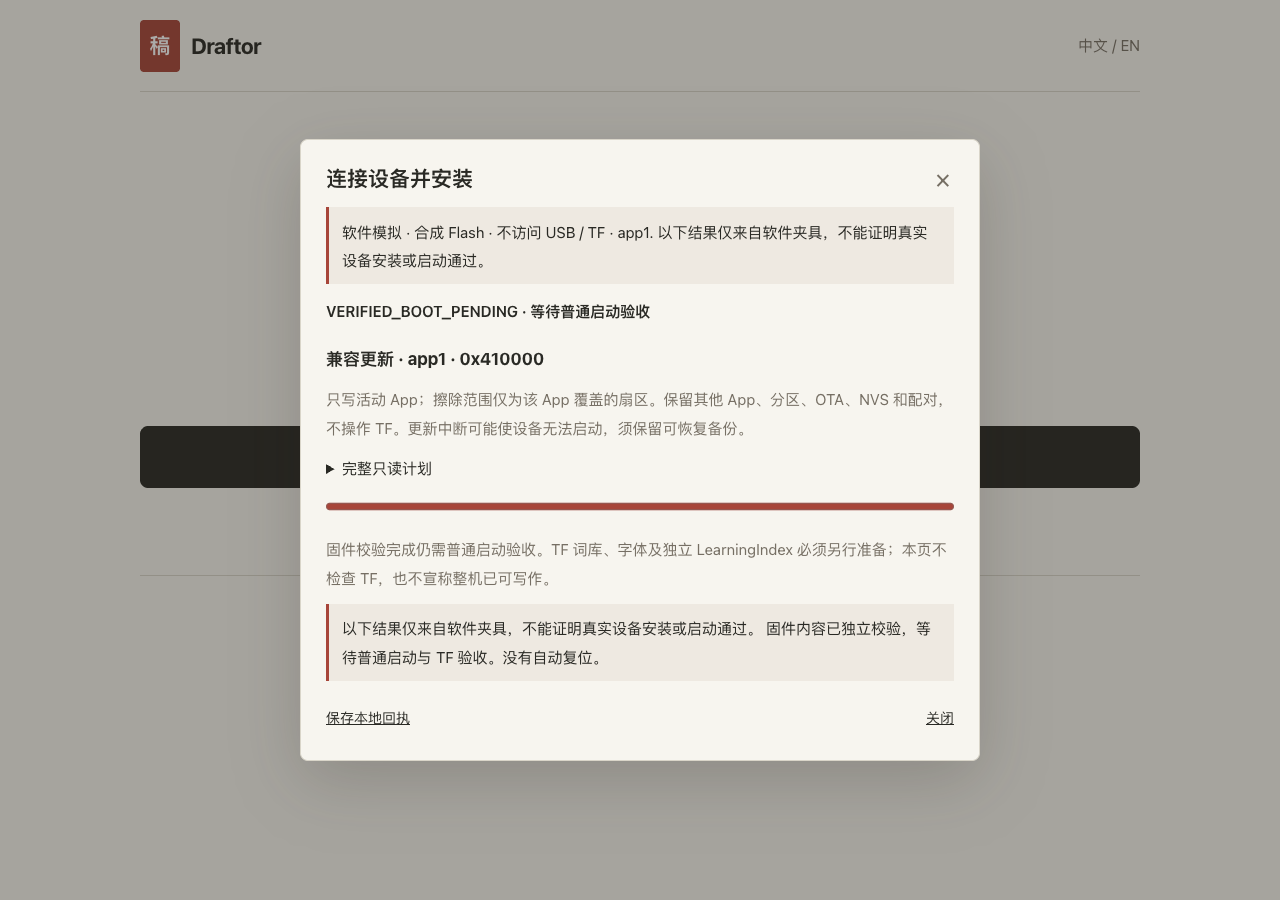 稿 Draftor
中文 / EN
连接设备并安装
×
软件模拟 · 合成 Flash · 不访问 USB / TF · app1. 以下结果仅来自软件夹具，不能证明真实
设备安装或启动通过。
VERIFIED_BOOT_PENDING · 等待普通启动验收
兼容更新 · app1 · 0x410000
只写活动 App；擦除范围仅为该 App 覆盖的扇区。保留其他 App、分区、OTA、NVS 和配对，
不操作 TF。更新中断可能使设备无法启动，须保留可恢复备份。
▶ 完整只读计划
固件校验完成仍需普通启动验收。TF 词库、字体及独立 LearningIndex 必须另行准备；本页不
检查 TF，也不宣称整机已可写作。
以下结果仅来自软件夹具，不能证明真实设备安装或启动通过。 固件内容已独立校验，等
待普通启动与 TF 验收。没有自动复位。
保存本地回执
关闭